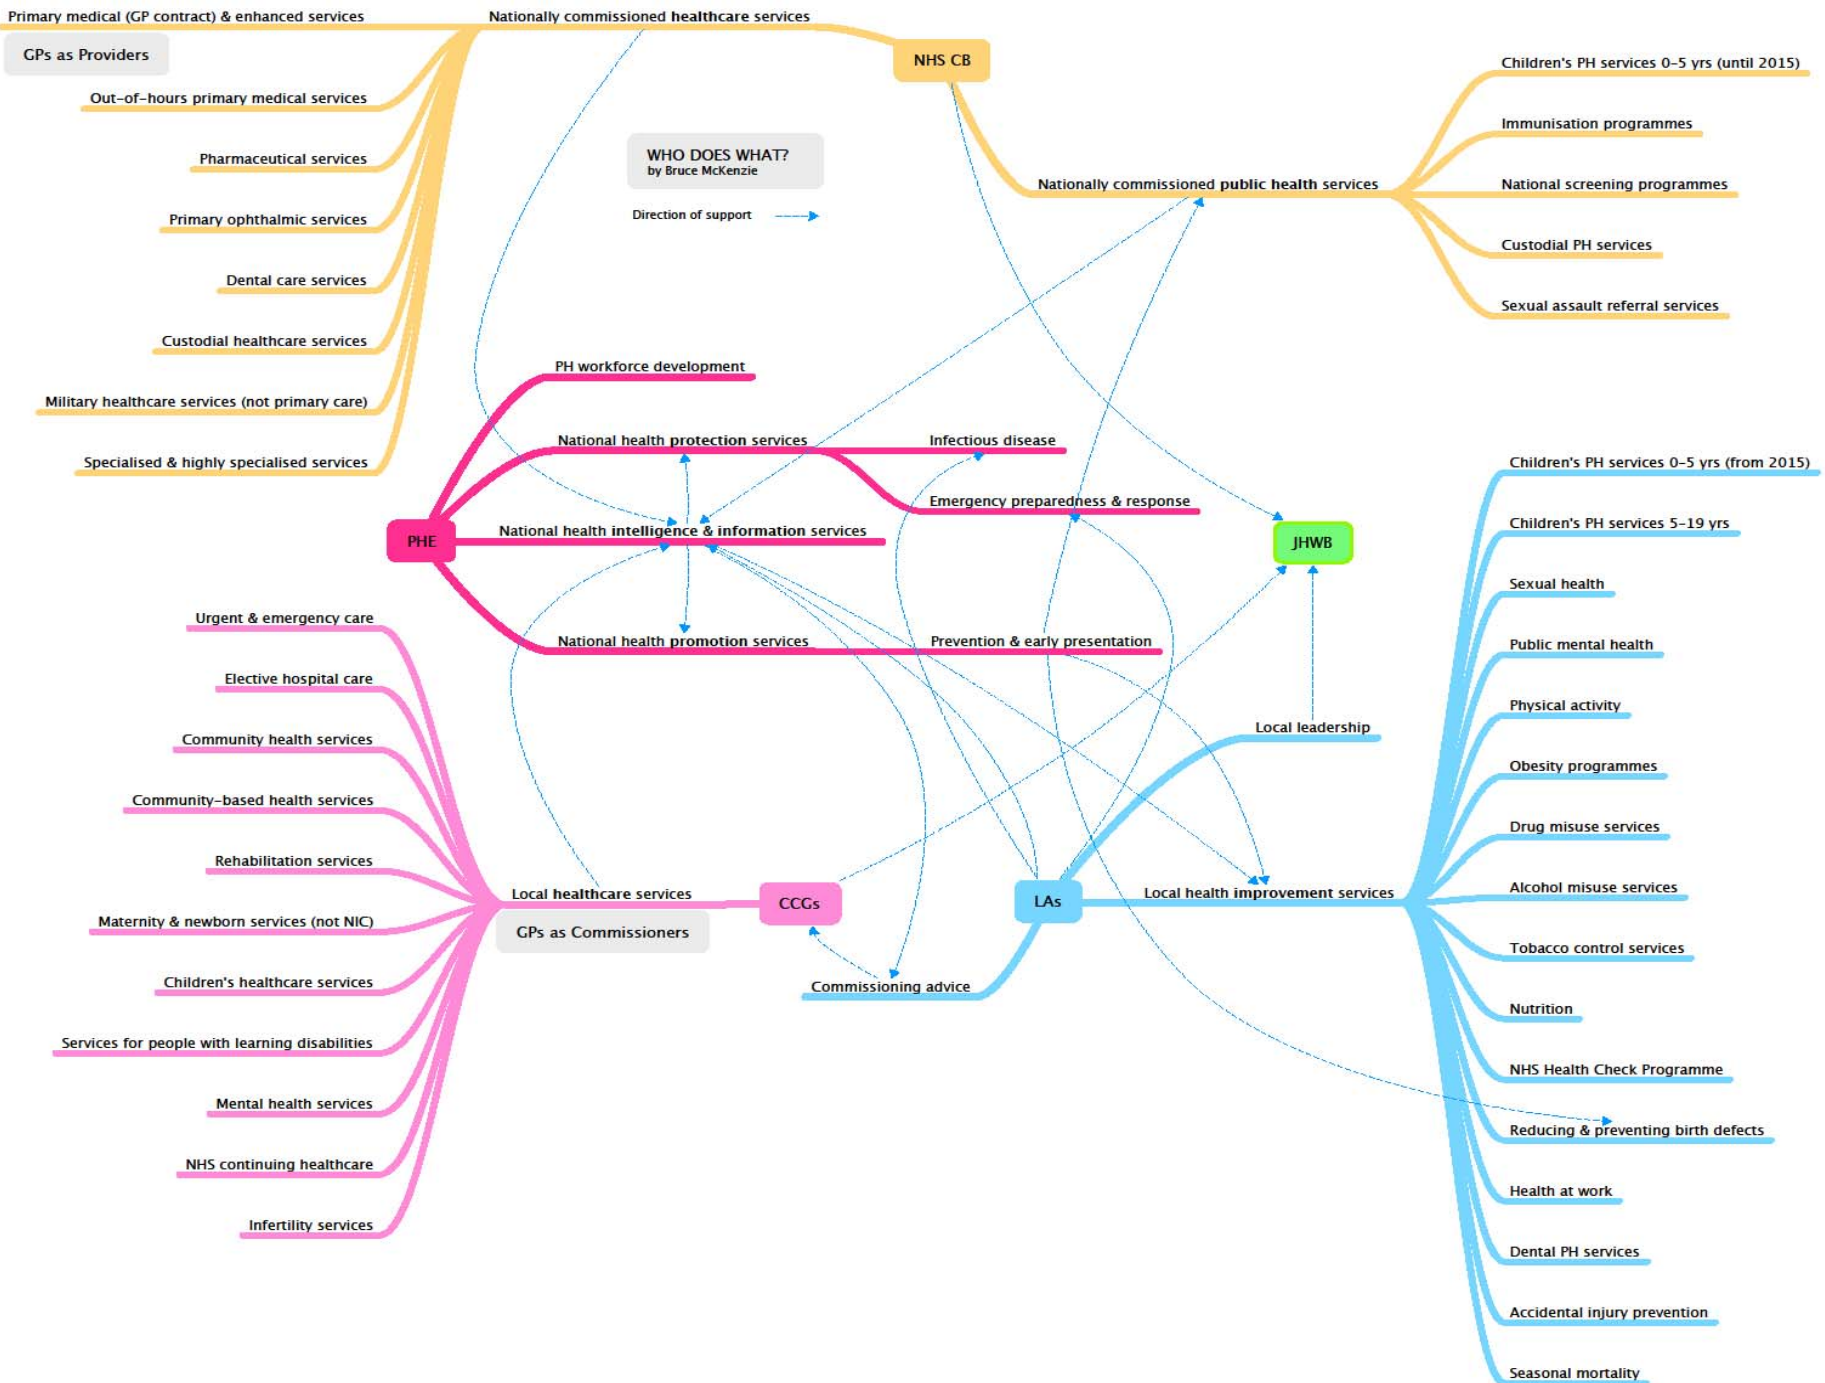 Primary medical (GP contract) & enhanced services
Nationally commissioned healthcare services
GPs as Providers
NHS CB
Out-of-hours primary medical services
Pharmaceutical services
Primary ophthalmic services
Dental care services
Custodial healthcare services
Military healthcare services (not primary care)
Specialised & highly specialised services
WHO DOES WHAT?
by Bruce McKenzie
Direction of support
Nationally commissioned public health services
Children's PH services 0-5 yrs (until 2015)
Immunisation programmes
National screening programmes
Custodial PH services
Sexual assault referral services
PHE
PH workforce development
National health protection services
Infectious disease
Emergency preparedness & response
National health intelligence & information services
National health promotion services
Prevention & early presentation
JHWB
Urgent & emergency care
Elective hospital care
Community health services
Community-based health services
Rehabilitation services
Maternity & newborn services (not NIC)
Children's healthcare services
Services for people with learning disabilities
Mental health services
NHS continuing healthcare
Infertility services
Local healthcare services
GPs as Commissioners
CCGs
LAs
Local leadership
Local health improvement services
Commissioning advice
Children's PH services 0-5 yrs (from 2015)
Children's PH services 5-19 yrs
Sexual health
Public mental health
Physical activity
Obesity programmes
Drug misuse services
Alcohol misuse services
Tobacco control services
Nutrition
NHS Health Check Programme
Reducing & preventing birth defects
Health at work
Dental PH services
Accidental injury prevention
Seasonal mortality